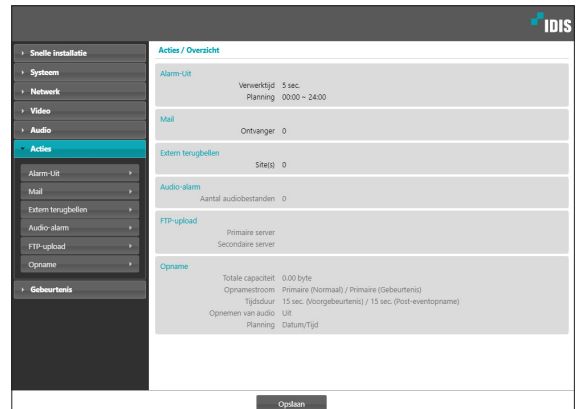 IDIS
Snelle installatie
Systeem
Netwerk
Video
Audio
Acties
Alarm-Uit
Mail
Extern terugbellen
Audio-alarm
FTP-upload
Opname
Gebeurtenis
Acties / Overzicht
Alarm-Uit
Verwerktijd 5 sec.
Planning 00:00 ~ 24:00
Mail
Ontvanger 0
Extern terugbellen
Site(s) 0
Audio-alarm
Aantal audiobestanden 0
FTP-upload
Primaire server
Secondaire server
Opname
Totale capaciteit 0.00 byte
Opnamestroom Primaire (Normaal) / Primaire (Gebeurtenis)
Tijdsduur 15 sec. (Voorgebeurtenis) / 15 sec. (Post-eventopname)
Opnemen van audio Uit
Planning Datum/Tijd
Opslaan